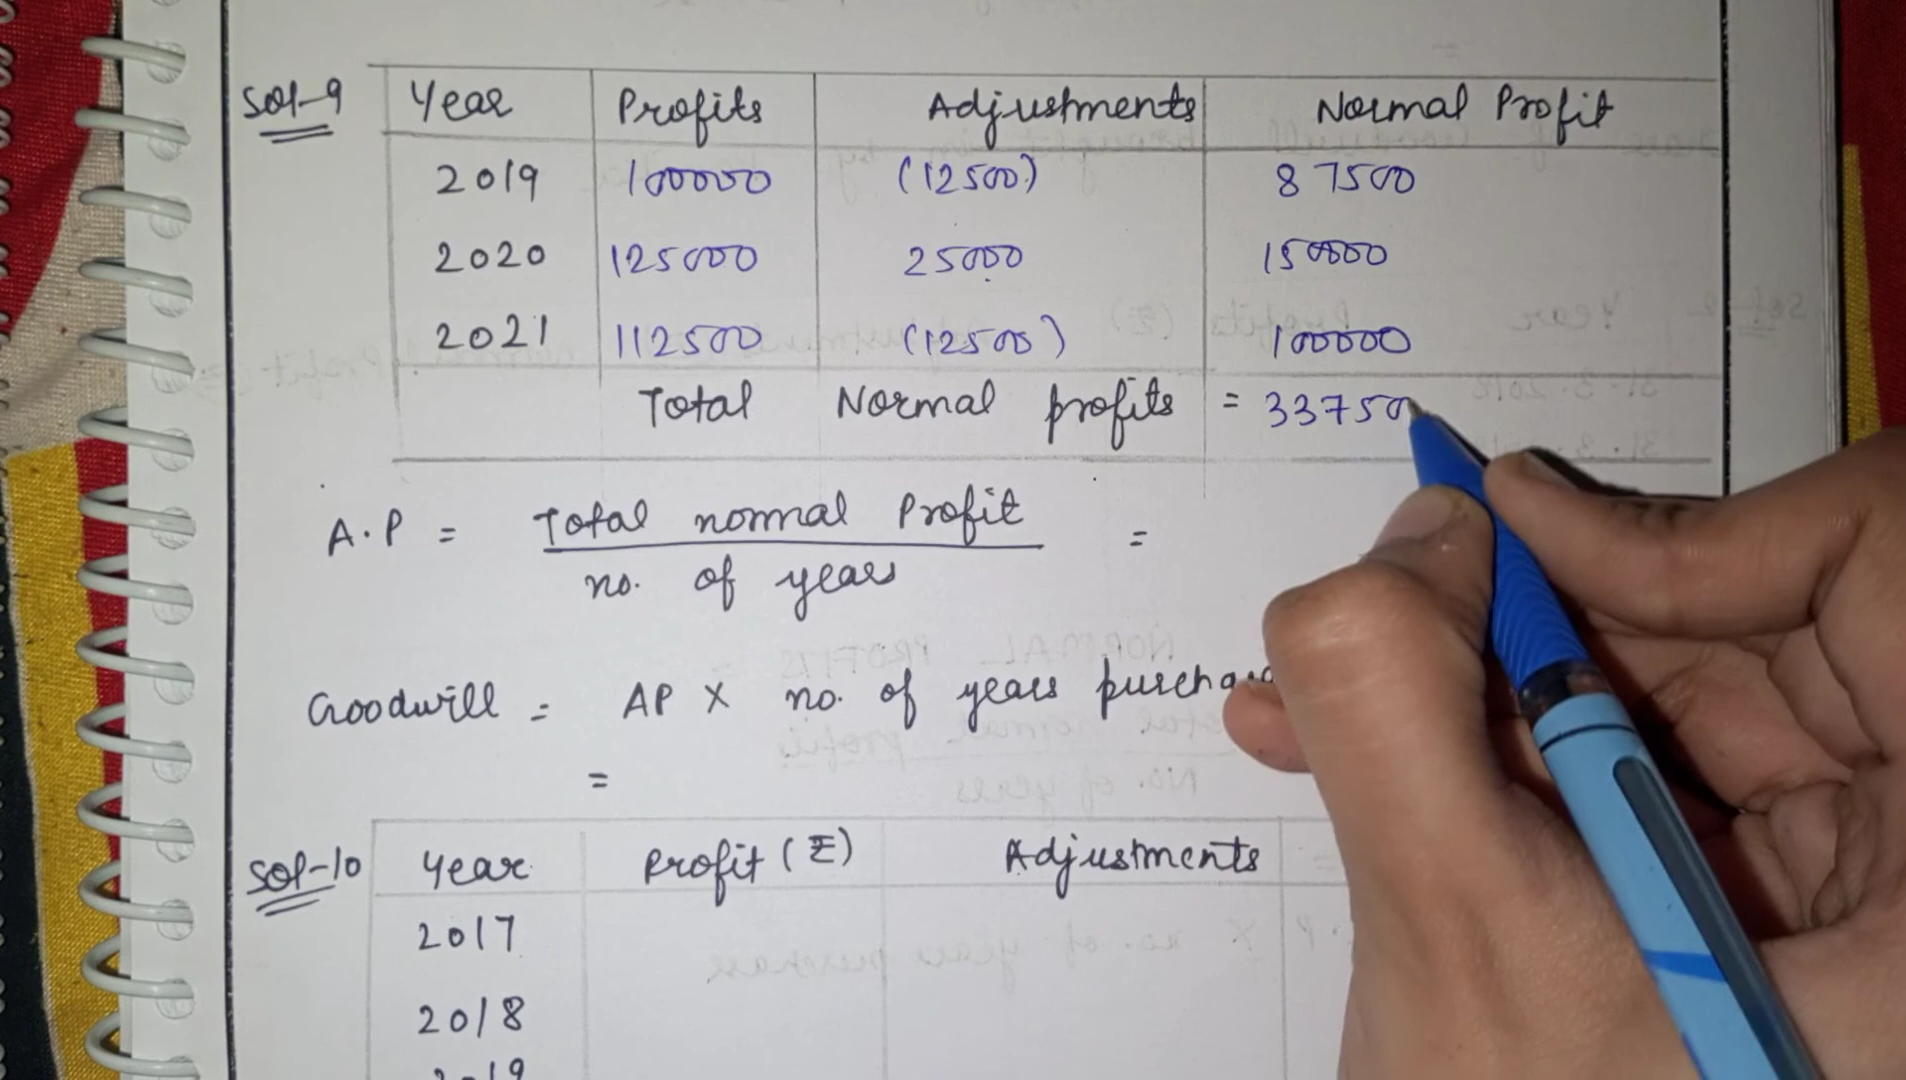 Sol-9 Year Profits Adjustments Normal Profit
2019 100000 (12500) 87500
2020 125000 25000 150000
2021 112500 (12500) 100000
Total Normal profits = 33750
A.P = Total normal Profit =
no. of years
Goodwill = AP X no. of years purchas
=
Sol-10 Year Profit (₹) Adjustments
2017
2018
2019